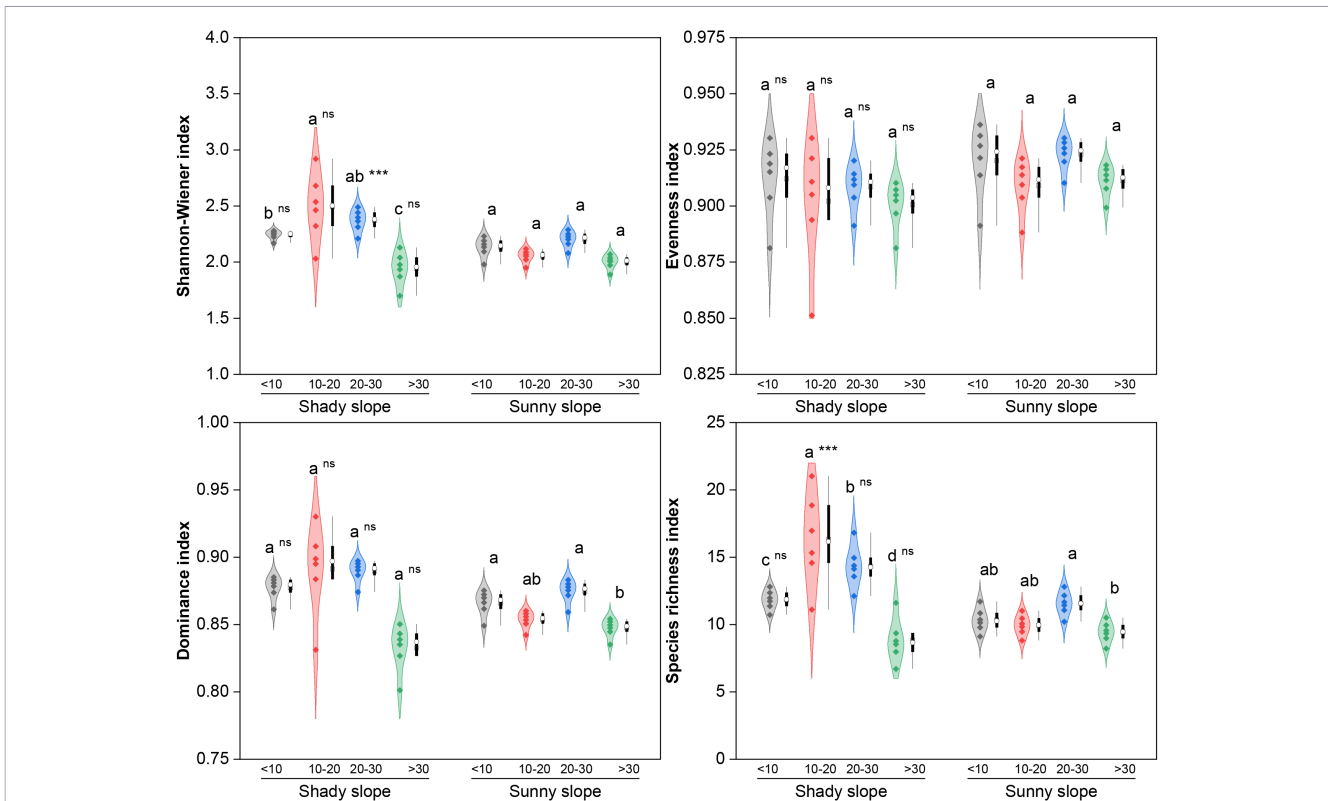 Shannon-Wiener index
4.0
3.5
3.0
2.5
2.0
1.5
1.0
b ns
a ns
ab ***
c ns
a
a
a
a
<10 10-20 20-30 >30 <10 10-20 20-30 >30
Shady slope Sunny slope
Evenness index
0.975
0.950
0.925
0.900
0.875
0.850
0.825
a ns
a ns
a ns
a ns
a
a
a
a
<10 10-20 20-30 >30 <10 10-20 20-30 >30
Shady slope Sunny slope
Dominance index
1.00
0.95
0.90
0.85
0.80
0.75
a ns
a ns
a ns
a ns
a
ab
a
b
<10 10-20 20-30 >30 <10 10-20 20-30 >30
Shady slope Sunny slope
Species richness index
25
20
15
10
5
0
c ns
a ***
b ns
d ns
ab
ab
a
b
<10 10-20 20-30 >30 <10 10-20 20-30 >30
Shady slope Sunny slope